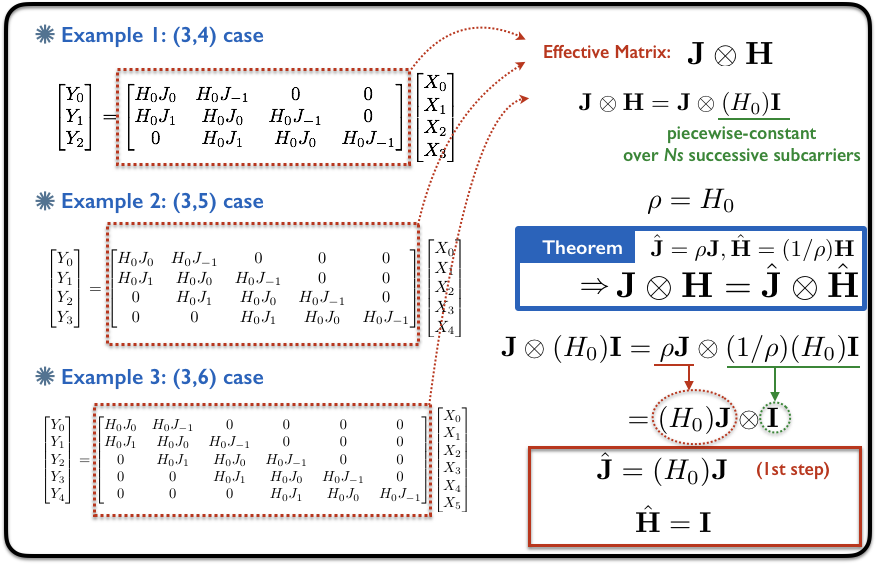 Example 1: (3,4) case
[Y₀ Y₁ Y₂] = [H₀J₀ H₀J₋₁ 0 0
H₀J₁ H₀J₀ H₀J₋₁ 0
0 H₀J₁ H₀J₀ H₀J₋₁] [X₀ X₁ X₂ X₃]
Example 2: (3,5) case
[Y₀ Y₁ Y₂ Y₃] = [H₀J₀ H₀J₋₁ 0 0 0
H₀J₁ H₀J₀ H₀J₋₁ 0 0
0 H₀J₁ H₀J₀ H₀J₋₁ 0
0 0 H₀J₁ H₀J₀ H₀J₋₁] [X₀ X₁ X₂ X₃ X₄]
Example 3: (3,6) case
[Y₀ Y₁ Y₂ Y₃ Y₄] = [H₀J₀ H₀J₋₁ 0 0 0 0
H₀J₁ H₀J₀ H₀J₋₁ 0 0 0
0 H₀J₁ H₀J₀ H₀J₋₁ 0 0
0 0 H₀J₁ H₀J₀ H₀J₋₁ 0
0 0 0 H₀J₁ H₀J₀ H₀J₋₁] [X₀ X₁ X₂ X₃ X₄ X₅]
Effective Matrix: J ⊗ H
J ⊗ H = J ⊗ (H₀)I
piecewise-constant
over Ns successive subcarriers
ρ = H₀
Theorem Ĵ = ρJ, Ĥ = (1/ρ)H
⇒ J ⊗ H = Ĵ ⊗ Ĥ
J ⊗ (H₀)I = ρJ ⊗ (1/ρ)(H₀)I
= (H₀)J ⊗ I
Ĵ = (H₀)J (1st step)
Ĥ = I